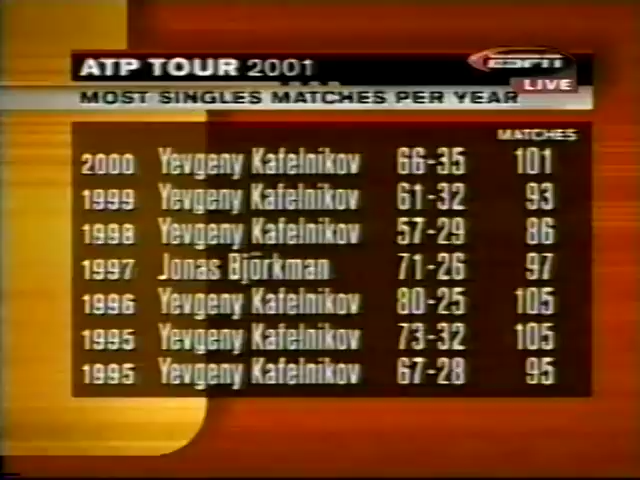 ATP TOUR 2001
ESPN
LIVE
MOST SINGLES MATCHES PER YEAR
MATCHES
2000 Yevgeny Kafelnikov 66-35 101
1999 Yevgeny Kafelnikov 61-32 93
1998 Yevgeny Kafelnikov 57-29 86
1997 Jonas Björkman 71-26 97
1996 Yevgeny Kafelnikov 80-25 105
1995 Yevgeny Kafelnikov 73-32 105
1995 Yevgeny Kafelnikov 67-28 95